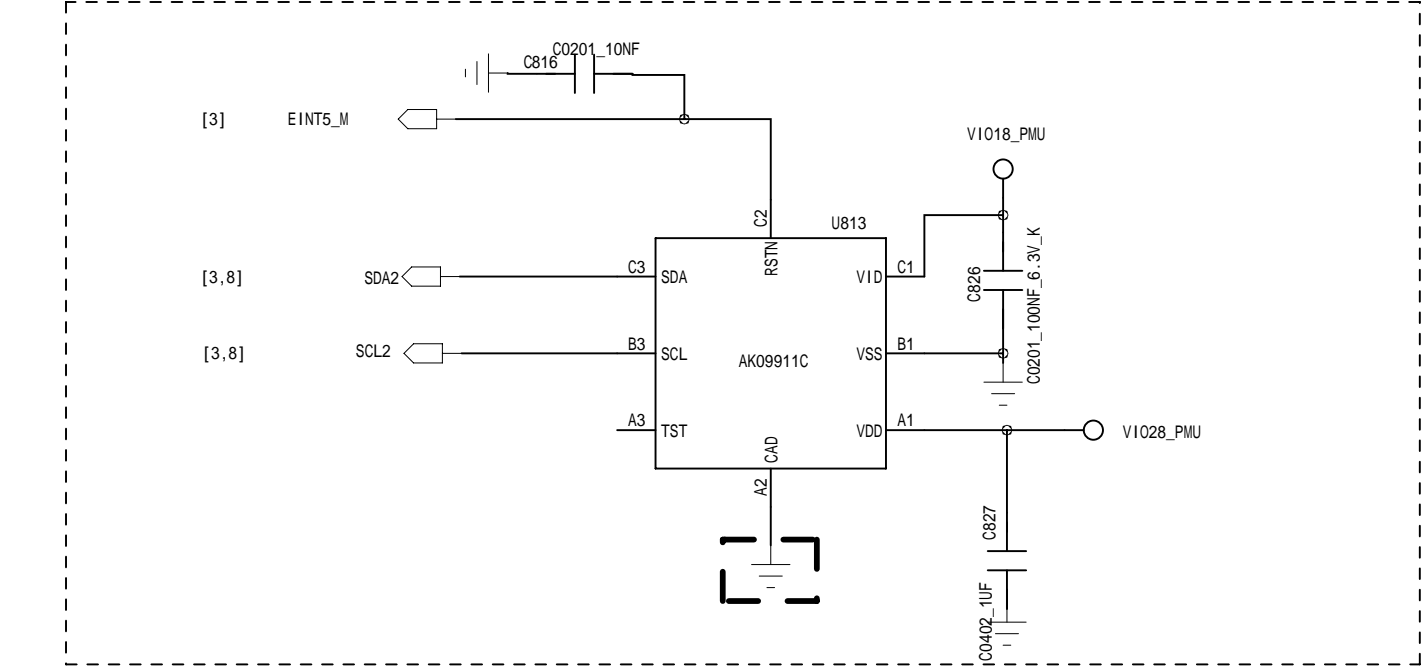 C0201_10NF
C816
[3] EINT5_M
VIO18_PMU
C2
U813
RSTN
[3,8] SDA2
C3 SDA
VID C1
C826
C0201_100NF_6.3V_K
[3,8] SCL2
B3 SCL
AK09911C
VSS B1
A3 TST
CAD
VDD A1
VIO28_PMU
A2
C827
C0402_1UF